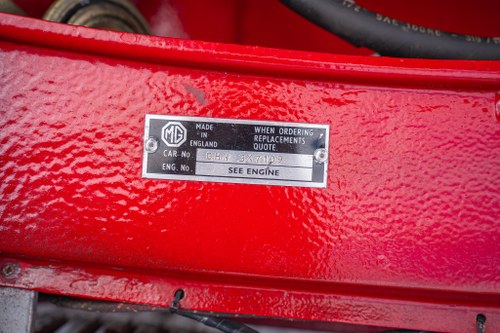 MG
MADE IN ENGLAND
WHEN ORDERING REPLACEMENTS QUOTE.
CAR. No.
ENG. No. SEE ENGINE